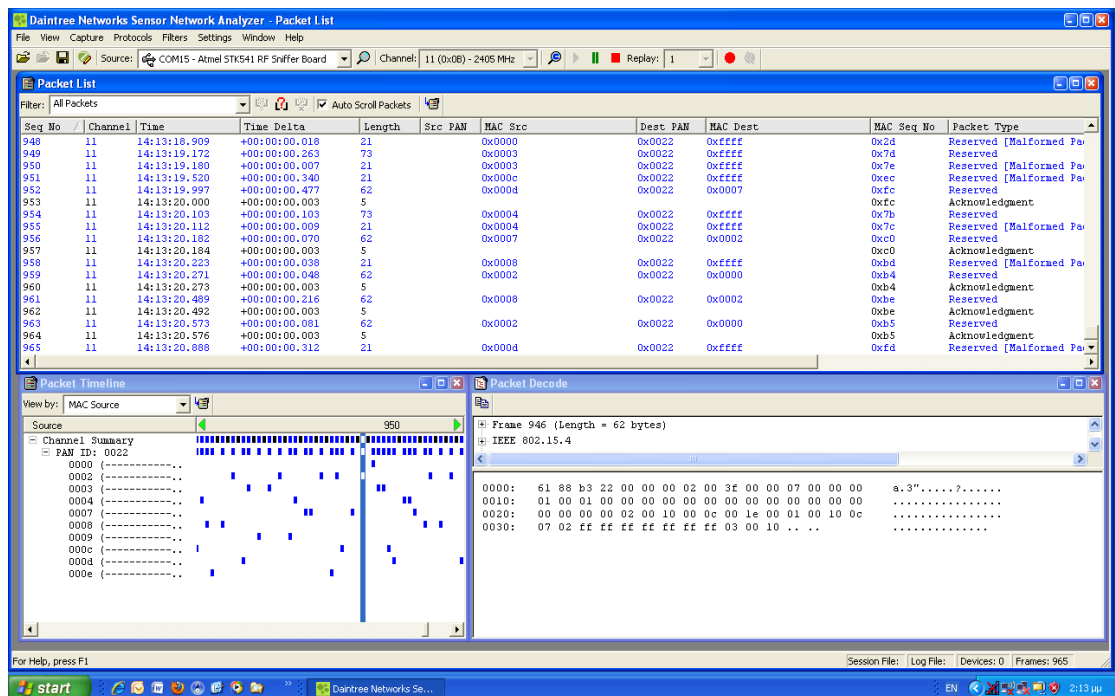 Daintree Networks Sensor Network Analyzer - Packet List
File View Capture Protocols Filters Settings Window Help
Source: COM15 - Atmel STK541 RF Sniffer Board Channel: 11 (0x0B) - 2405 MHz Replay: 1
Packet List
Filter: All Packets Auto Scroll Packets
Seq No Channel Time Time Delta Length Src PAN MAC Src Dest PAN MAC Dest MAC Seq No Packet Type
948 11 14:13:18.909 +00:00:00.018 21 0x0000 0x0022 0xffff 0x2d Reserved [Malformed Pa
949 11 14:13:19.172 +00:00:00.263 73 0x0003 0x0022 0xffff 0x7d Reserved
950 11 14:13:19.180 +00:00:00.007 21 0x0003 0x0022 0xffff 0x7e Reserved [Malformed Pa
951 11 14:13:19.520 +00:00:00.340 21 0x000c 0x0022 0xffff 0xec Reserved [Malformed Pa
952 11 14:13:19.997 +00:00:00.477 62 0x000d 0x0022 0x0007 0xfc Reserved
953 11 14:13:20.000 +00:00:00.003 5 0xfc Acknowledgment
954 11 14:13:20.103 +00:00:00.103 73 0x0004 0x0022 0xffff 0x7b Reserved
955 11 14:13:20.112 +00:00:00.009 21 0x0004 0x0022 0xffff 0x7c Reserved [Malformed Pa
956 11 14:13:20.182 +00:00:00.070 62 0x0007 0x0022 0x0002 0xc0 Reserved
957 11 14:13:20.184 +00:00:00.003 5 0xc0 Acknowledgment
958 11 14:13:20.223 +00:00:00.038 21 0x0008 0x0022 0xffff 0xbd Reserved [Malformed Pa
959 11 14:13:20.271 +00:00:00.048 62 0x0002 0x0022 0x0000 0xb4 Reserved
960 11 14:13:20.273 +00:00:00.003 5 0xb4 Acknowledgment
961 11 14:13:20.489 +00:00:00.216 62 0x0008 0x0022 0x0002 0xbe Reserved
962 11 14:13:20.492 +00:00:00.003 5 0xbe Acknowledgment
963 11 14:13:20.573 +00:00:00.081 62 0x0002 0x0022 0x0000 0xb5 Reserved
964 11 14:13:20.576 +00:00:00.003 5 0xb5 Acknowledgment
965 11 14:13:20.888 +00:00:00.312 21 0x000d 0x0022 0xffff 0xfd Reserved [Malformed Pa
Packet Timeline
View by: MAC Source
Source 950
Channel Summary
PAN ID: 0022
0000 (-----------..
0002 (-----------..
0003 (-----------..
0004 (-----------..
0007 (-----------..
0008 (-----------..
0009 (-----------..
000c (-----------..
000d (-----------..
000e (-----------..
Packet Decode
Frame 946 (Length = 62 bytes)
IEEE 802.15.4
0000: 61 88 b3 22 00 00 00 02 00 3f 00 00 07 00 00 00 a.3".....?......
0010: 01 00 01 00 00 00 00 00 00 00 00 00 00 00 00 00 ................
0020: 00 00 00 00 02 00 10 00 0c 00 1e 00 01 00 10 0c ................
0030: 07 02 ff ff ff ff ff ff ff ff 03 00 10 .. .. ..............
For Help, press F1 Session File: Log File: Devices: 0 Frames: 965
start Daintree Networks Se... EN 2:13 μμ